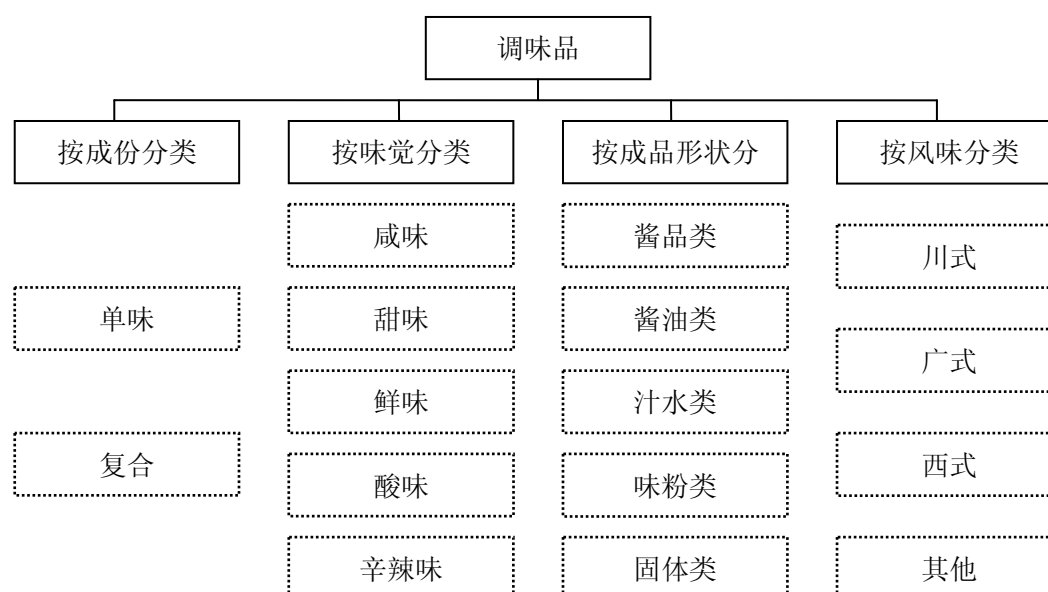 调味品
按成份分类
按味觉分类
按成品形状分
按风味分类
单味
复合
咸味
甜味
鲜味
酸味
辛辣味
酱品类
酱油类
汁水类
味粉类
固体类
川式
广式
西式
其他